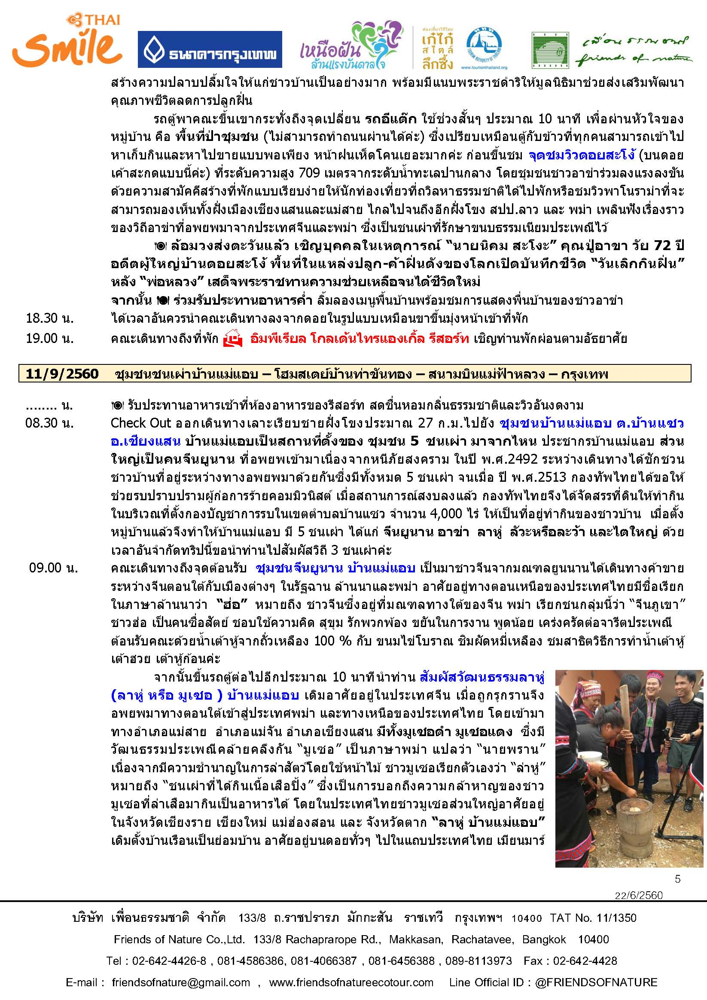 THAI
smile
ธนาคารกรุงเทพ
เหนือฝัน
ล้านแรงบันดาลใจ
ท่องเที่ยววิถีไทย
เก๋ไก๋
สไตล์
ลึกซึ้ง
ททท
TOURISM AUTHORITY OF THAILAND
www.tourismthailand.org
เพื่อนธรรมชาติ
friends of nature
สร้างความปลาบปลื้มใจให้แก่ชาวบ้านเป็นอย่างมาก พร้อมมีแนบพระราชดำริให้มูลนิธิมาช่วยส่งเสริมพัฒนา
คุณภาพชีวิตลดการปลูกฝิ่น
รถตู้พาคณะขึ้นเขากระทั่งถึงจุดเปลี่ยน รถอีแต๊ก ใช้ช่วงสั้นๆ ประมาณ 10 นาที เพื่อผ่านหัวใจของ
หมู่บ้าน คือ พื้นที่ป่าชุมชน (ไม่สามารถทำถนนผ่านได้ค่ะ) ซึ่งเปรียบเหมือนตู้กับข้าวที่ทุกคนสามารถเข้าไป
หาเก็บกินและหาไปขายแบบพอเพียง หน้าฝนเห็ดโคนเยอะมากค่ะ ก่อนขึ้นชม จุดชมวิวดอยสะโง้ (บนดอย
เค้าสะกดแบบนี้ค่ะ) ที่ระดับความสูง 709 เมตรจากระดับน้ำทะเลปานกลาง โดยชุมชนชาวอาข่าร่วมลงแรงลงขัน
ด้วยความสามัคคีสร้างที่พักแบบเรียบง่ายให้นักท่องเที่ยวที่ถวิลหาธรรมชาติได้ไปพักหรือชมวิวพาโนราม่าที่จะ
สามารถมองเห็นทั้งฝั่งเมืองเชียงแสนและแม่สาย ไกลไปจนถึงอีกฝั่งโขง สปป.ลาว และ พม่า เพลินฟังเรื่องราว
ของวิถีอาข่าที่อพยพมาจากประเทศจีนและพม่า ซึ่งเป็นชนเผ่าที่รักษาขนบธรรมเนียมประเพณีไว้
ล้อมวงส่งตะวันแล้ว เชิญบุคคลในเหตุการณ์ “นายนิคม สะโงะ” คุณปู่อาขา วัย 72 ปี
อดีตผู้ใหญ่บ้านดอยสะโง้ พื้นที่ในแหล่งปลูก-ค้าฝิ่นดังของโลกเปิดบันทึกชีวิต “วันเลิกกินฝิ่น”
หลัง “พ่อหลวง” เสด็จพระราชทานความช่วยเหลือจนได้ชีวิตใหม่
จากนั้น ร่วมรับประทานอาหารค่ำ ลิ้มลองเมนูพื้นบ้านพร้อมชมการแสดงพื่นบ้านของชาวอาข่า
18.30 น. ได้เวลาอันควรนำคณะเดินทางลงจากดอยในรูปแบบเหมือนขาขึ้นมุ่งหน้าเข้าที่พัก
19.00 น. คณะเดินทางถึงที่พัก อิมพีเรียล โกลเด้นไทรแองเกิ้ล รีสอร์ท เชิญท่านพักผ่อนตามอัธยาศัย
11/9/2560 ชุมชนชนเผ่าบ้านแม่แอบ – โฮมสเตย์บ้านท่าขันทอง – สนามบินแม่ฟ้าหลวง – กรุงเทพ
........ น. รับประทานอาหารเช้าที่ห้องอาหารของรีสอร์ท สดชื่นหอมกลิ่นธรรมชาติและวิวอันงดงาม
08.30 น. Check Out ออกเดินทางเลาะเรียบชายฝั่งโขงประมาณ 27 ก.ม.ไปยัง ชุมชนบ้านแม่แอบ ต.บ้านแซว
อ.เชียงแสน บ้านแม่แอบเป็นสถานที่ตั้งของ ชุมชน 5 ชนเผ่า มาจากไหน ประชากรบ้านแม่แอบ ส่วน
ใหญ่เป็นคนจีนยูนาน ที่อพยพเข้ามาเนื่องจากหนีภัยสงคราม ในปี พ.ศ.2492 ระหว่างเดินทางได้ชักชวน
ชาวบ้านที่อยู่ระหว่างทางอพยพมาด้วยกันซึ่งมีทั้งหมด 5 ชนเผ่า จนเมื่อ ปี พ.ศ.2513 กองทัพไทยได้ขอให้
ช่วยรบปราบปรามผู้ก่อการร้ายคอมมิวนิสต์ เมื่อสถานการณ์สงบลงแล้ว กองทัพไทยจึงได้จัดสรรที่ดินให้ทำกิน
ในบริเวณที่ตั้งกองบัญชาการรบในเขตตำบลบ้านแซว จำนวน 4,000 ไร่ ให้เป็นที่อยู่ทำกินของชาวบ้าน เมื่อตั้ง
หมู่บ้านแล้วจึงทำให้บ้านแม่แอบ มี 5 ชนเผ่า ได้แก่ จีนยูนาน อาข่า ลาหู่ ลัวะหรือละว้า และไตใหญ่ ด้วย
เวลาอันจำกัดทริปนี้ขอนำท่านไปสัมผัสวิถี 3 ชนเผ่าค่ะ
09.00 น. คณะเดินทางถึงจุดต้อนรับ ชุมชนจีนยูนาน บ้านแม่แอบ เป็นมาชาวจีนจากมณฑลยูนนานได้เดินทางค้าขาย
ระหว่างจีนตอนใต้กับเมืองต่างๆ ในรัฐฉาน ล้านนาและพม่า อาศัยอยู่ทางตอนเหนือของประเทศไทยมีชื่อเรียก
ในภาษาล้านนาว่า “ฮ่อ” หมายถึง ชาวจีนซึ่งอยู่ที่มณฑลทางใต้ของจีน พม่า เรียกชนกลุ่มนี้ว่า “จีนภูเขา”
ชาวฮ่อ เป็นคนซื่อสัตย์ ชอบใช้ความคิด สุขุม รักพวกพ้อง ขยันในการงาน พูดน้อย เคร่งครัดต่อจารีตประเพณี
ต้อนรับคณะด้วยน้ำเต้าหู้จากถั่วเหลือง 100 % กับ ขนมไข่โบราณ ชิมผัดหมี่เหลือง ชมสาธิตวิธีการทำน้ำเต้าหู้
เต้าฮวย เต้าหู้ก้อนค่ะ
จากนั้นขึ้นรถตู้ต่อไปอีกประมาณ 10 นาทีนำท่าน สัมผัสวัฒนธรรมลาหู่
(ลาหู่ หรือ มูเซอ ) บ้านแม่แอบ เดิมอาศัยอยู่ในประเทศจีน เมื่อถูกรุกรานจึง
อพยพมาทางตอนใต้เข้าสู่ประเทศพม่า และทางเหนือของประเทศไทย โดยเข้ามา
ทางอำเภอแม่สาย อำเภอแม่จัน อำเภอเชียงแสน มีทั้งมูเซอดำ มูเซอแดง ซึ่งมี
วัฒนธรรมประเพณีคล้ายคลึงกัน “มูเซอ” เป็นภาษาพม่า แปลว่า “นายพราน”
เนื่องจากมีความชำนาญในการล่าสัตว์โดยใช้หน้าไม้ ชาวมูเซอเรียกตัวเองว่า “ล่าหู่”
หมายถึง “ชนเผ่าที่ได้กินเนื้อเสือปิ้ง” ซึ่งเป็นการบอกถึงความกล้าหาญของชาว
มูเซอที่ล่าเสือมากินเป็นอาหารได้ โดยในประเทศไทยชาวมูเซอส่วนใหญ่อาศัยอยู่
ในจังหวัดเชียงราย เชียงใหม่ แม่ฮ่องสอน และ จังหวัดตาก “ลาหู่ บ้านแม่แอบ”
เดิมตั้งบ้านเรือนเป็นย่อมบ้าน อาศัยอยู่บนดอยทั่วๆ ไปในแถบประเทศไทย เมียนมาร์
5
22/6/2560
บริษัท เพื่อนธรรมชาติ จำกัด 133/8 ถ.ราชปรารภ มักกะสัน ราชเทวี กรุงเทพฯ 10400 TAT No. 11/1350
Friends of Nature Co.,Ltd. 133/8 Rachaprarope Rd., Makkasan, Rachatavee, Bangkok 10400
Tel : 02-642-4426-8 , 081-4586386, 081-4066387 , 081-6456388 , 089-8113973 Fax : 02-642-4428
E-mail : friendsofnature@gmail.com , www.friendsofnatureecotour.com Line Official ID : @FRIENDSOFNATURE